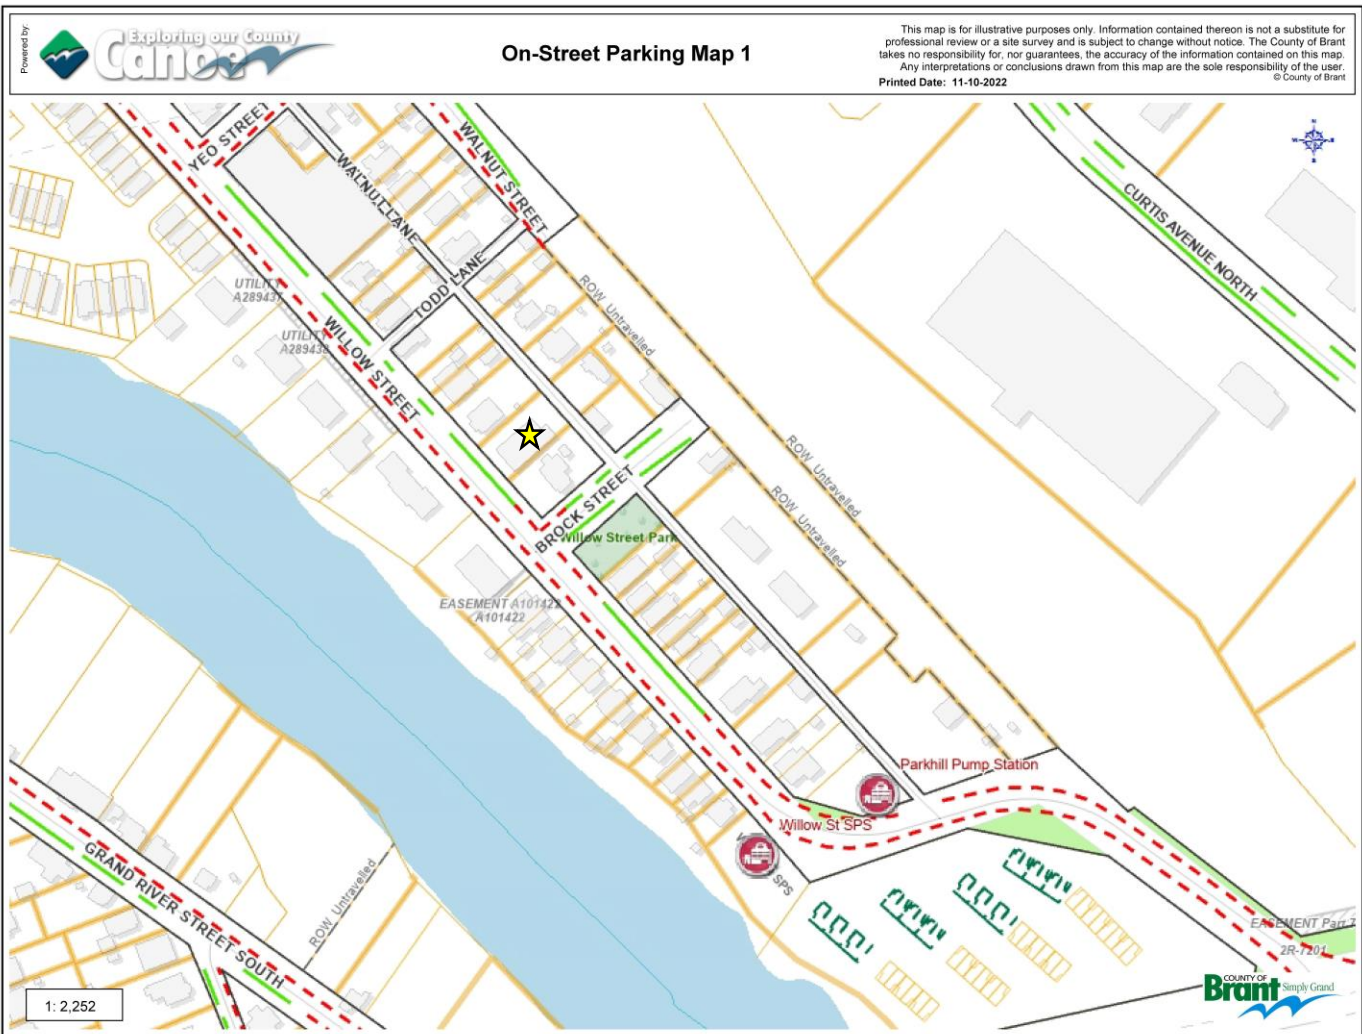 Powered by:
Exploring our County
Canoe
On-Street Parking Map 1
This map is for illustrative purposes only. Information contained thereon is not a substitute for
professional review or a site survey and is subject to change without notice. The County of Brant
takes no responsibility for, nor guarantees, the accuracy of the information contained on this map.
Any interpretations or conclusions drawn from this map are the sole responsibility of the user.
© County of Brant
Printed Date: 11-10-2022
N
W E
S
YEO STREET
WALNUT STREET
WALNUT LANE
CURTIS AVENUE NORTH
TODD LANE
UTILITY
A289437
ROW Untravelled
WILLOW STREET
UTILITY
A289438
ROW Untravelled
ROW Untravelled
BROCK STREET
Willow Street Park
EASEMENT A101422
A101422
Parkhill Pump Station
Willow St SPS
SPS
GRAND RIVER STREET SOUTH
ROW Untravelled
EASEMENT Part 7
2R-7201
1: 2,252
COUNTY OF
Brant Simply Grand